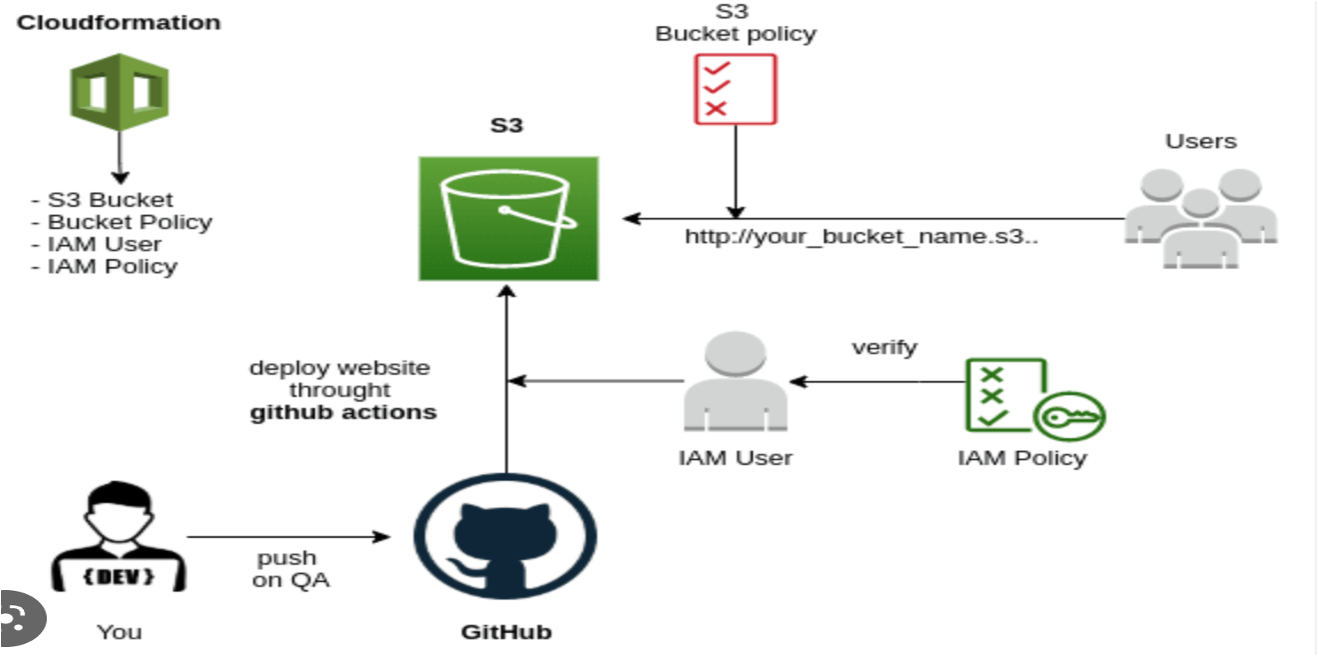 Cloudformation
- S3 Bucket
- Bucket Policy
- IAM User
- IAM Policy
S3
Bucket policy
S3
Users
http://your_bucket_name.s3..
deploy website
throught
github actions
verify
IAM User
IAM Policy
{DEV}
push
on QA
You
GitHub